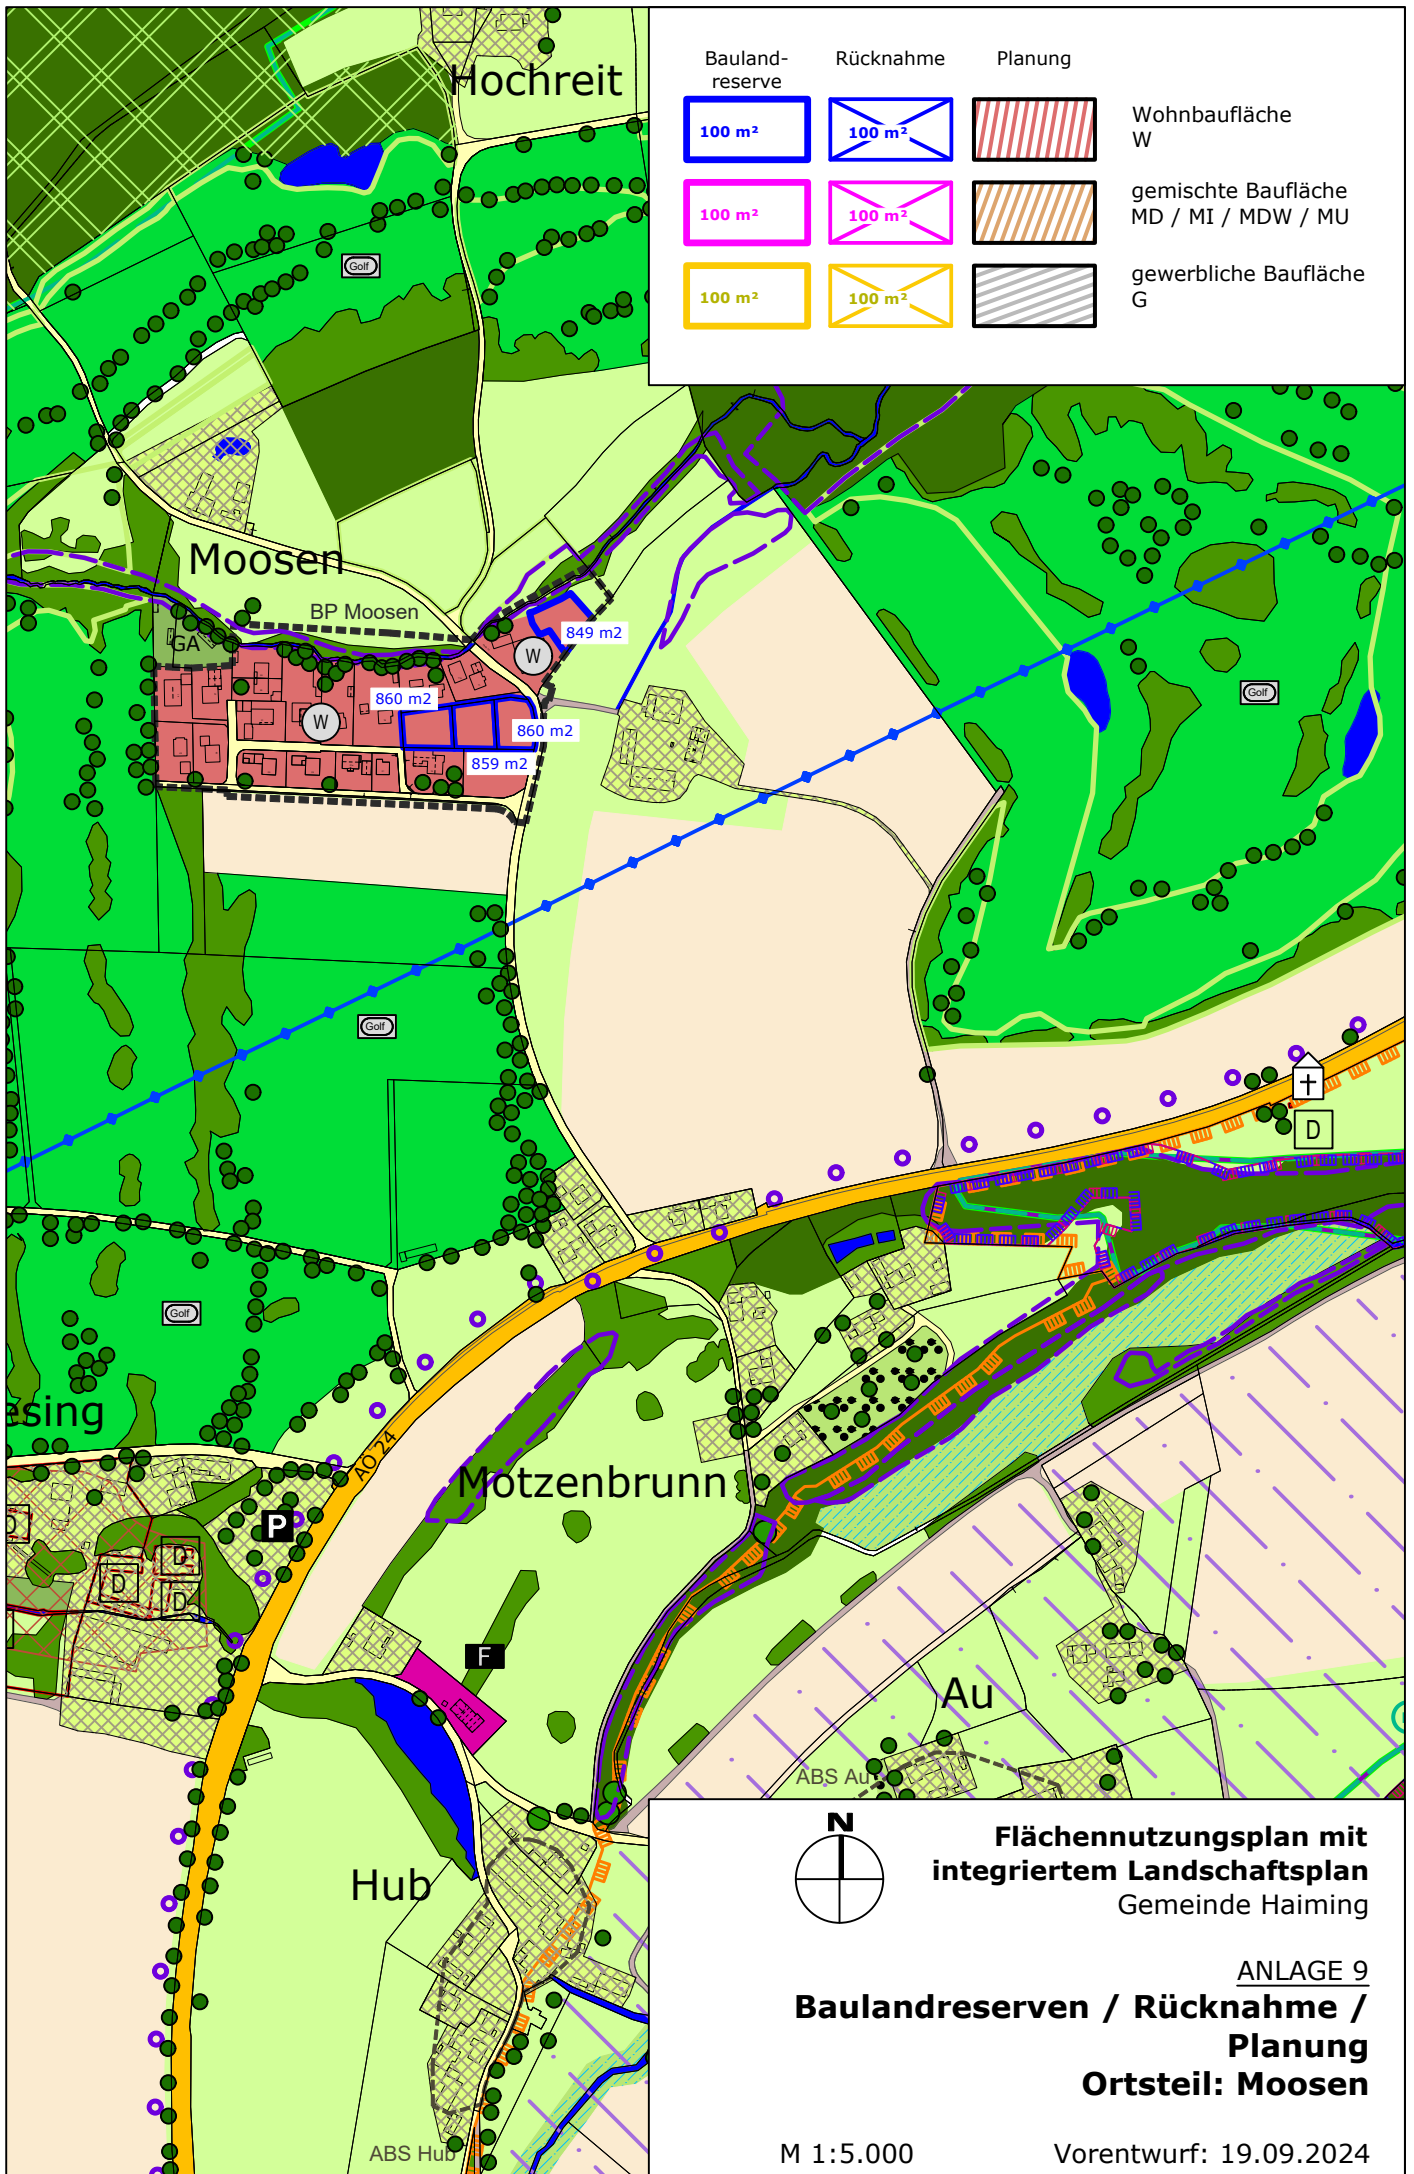 Bauland-
reserve
Rücknahme
Planung
100 m²
100 m²
Wohnbaufläche
W
100 m²
100 m²
gemischte Baufläche
MD / MI / MDW / MU
100 m²
100 m²
gewerbliche Baufläche
G
Hochreit
Golf
Moosen
BP Moosen
GA
849 m2
W
860 m2
W
860 m2
859 m2
Golf
Golf
D
Golf
esing
AÖ 24
Motzenbrunn
P
D
D
D
D
F
Au
ABS Au
Hub
ABS Hub
N
Flächennutzungsplan mit
integriertem Landschaftsplan
Gemeinde Haiming
ANLAGE 9
Baulandreserven / Rücknahme /
Planung
Ortsteil: Moosen
M 1:5.000
Vorentwurf: 19.09.2024